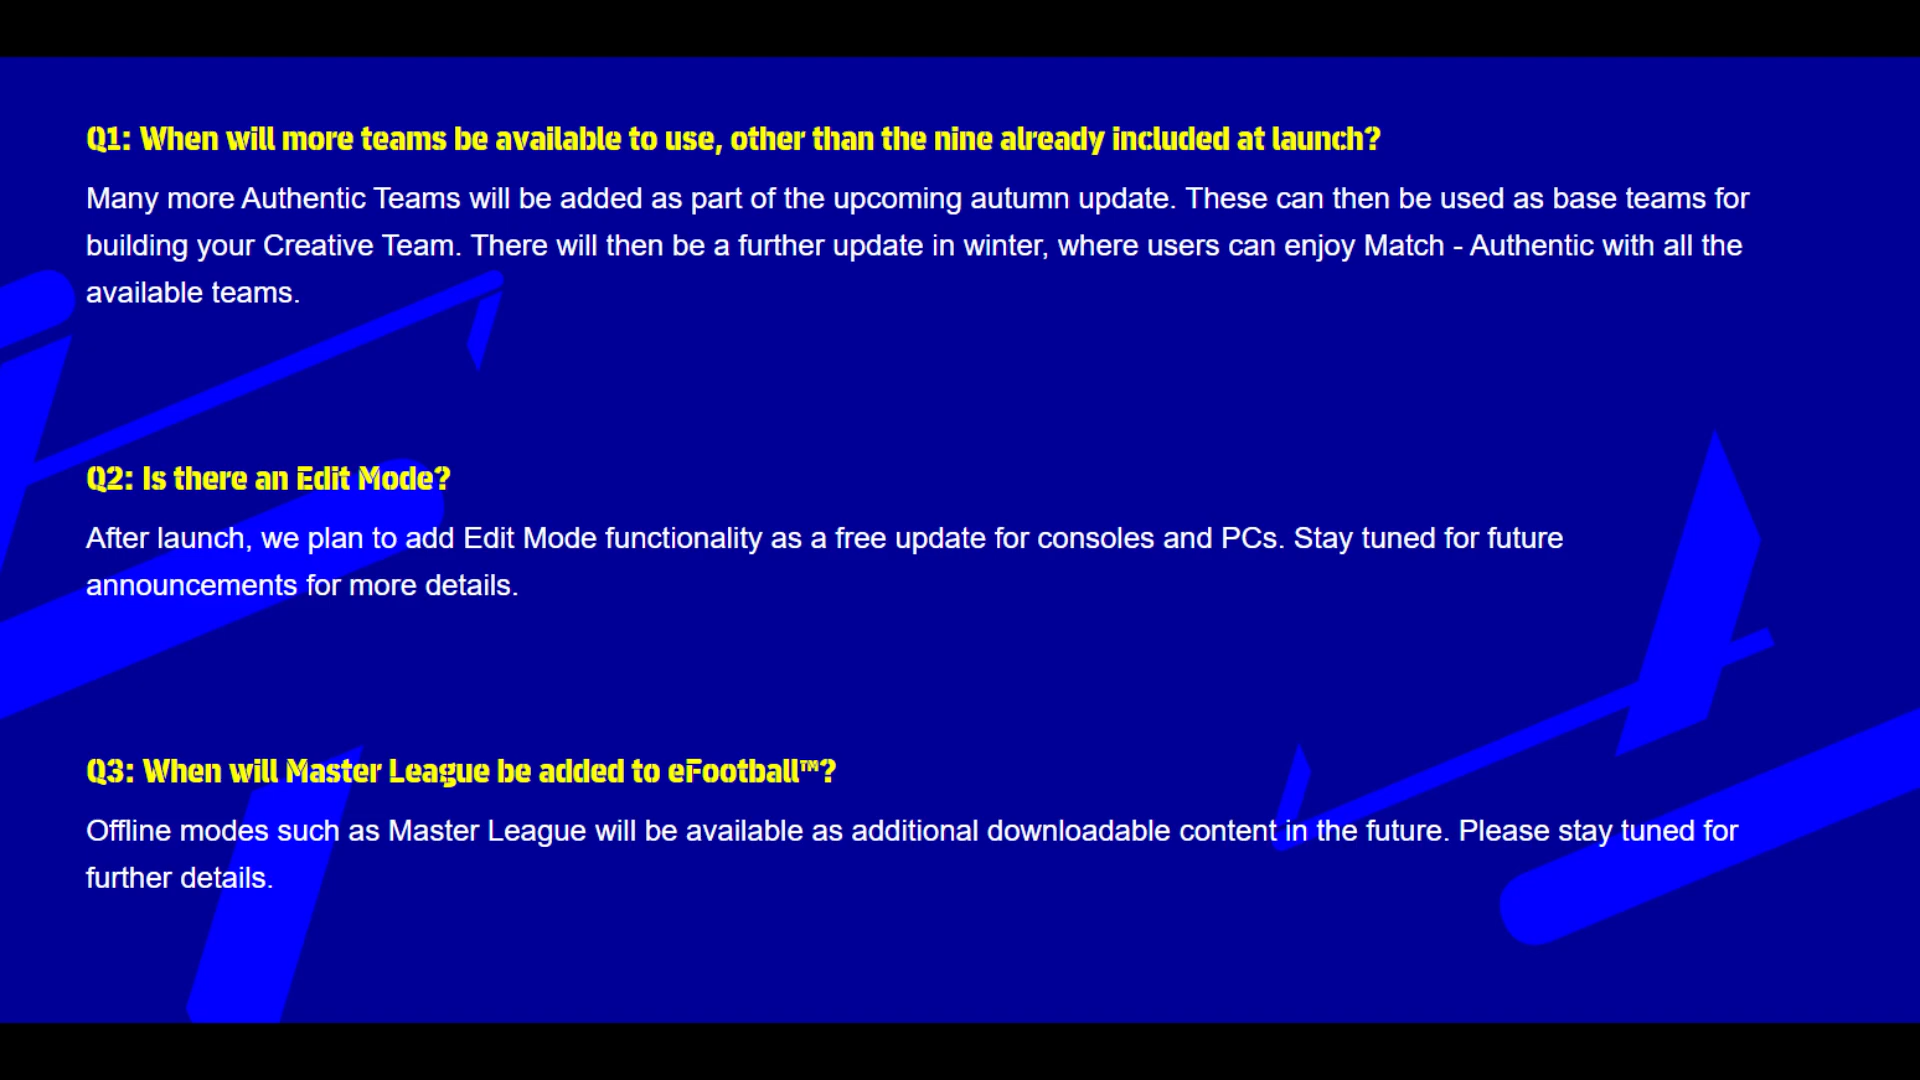 Q1: When will more teams be available to use, other than the nine already included at launch?
Many more Authentic Teams will be added as part of the upcoming autumn update. These can then be used as base teams for
building your Creative Team. There will then be a further update in winter, where users can enjoy Match - Authentic with all the
available teams.
Q2: Is there an Edit Mode?
After launch, we plan to add Edit Mode functionality as a free update for consoles and PCs. Stay tuned for future
announcements for more details.
Q3: When will Master League be added to eFootball™?
Offline modes such as Master League will be available as additional downloadable content in the future. Please stay tuned for
further details.